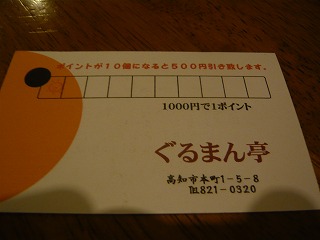 ポイントが10個になると500円引き致します。
1000円で1ポイント
ぐるまん亭
高知市本町1-5-8
℡821-0320